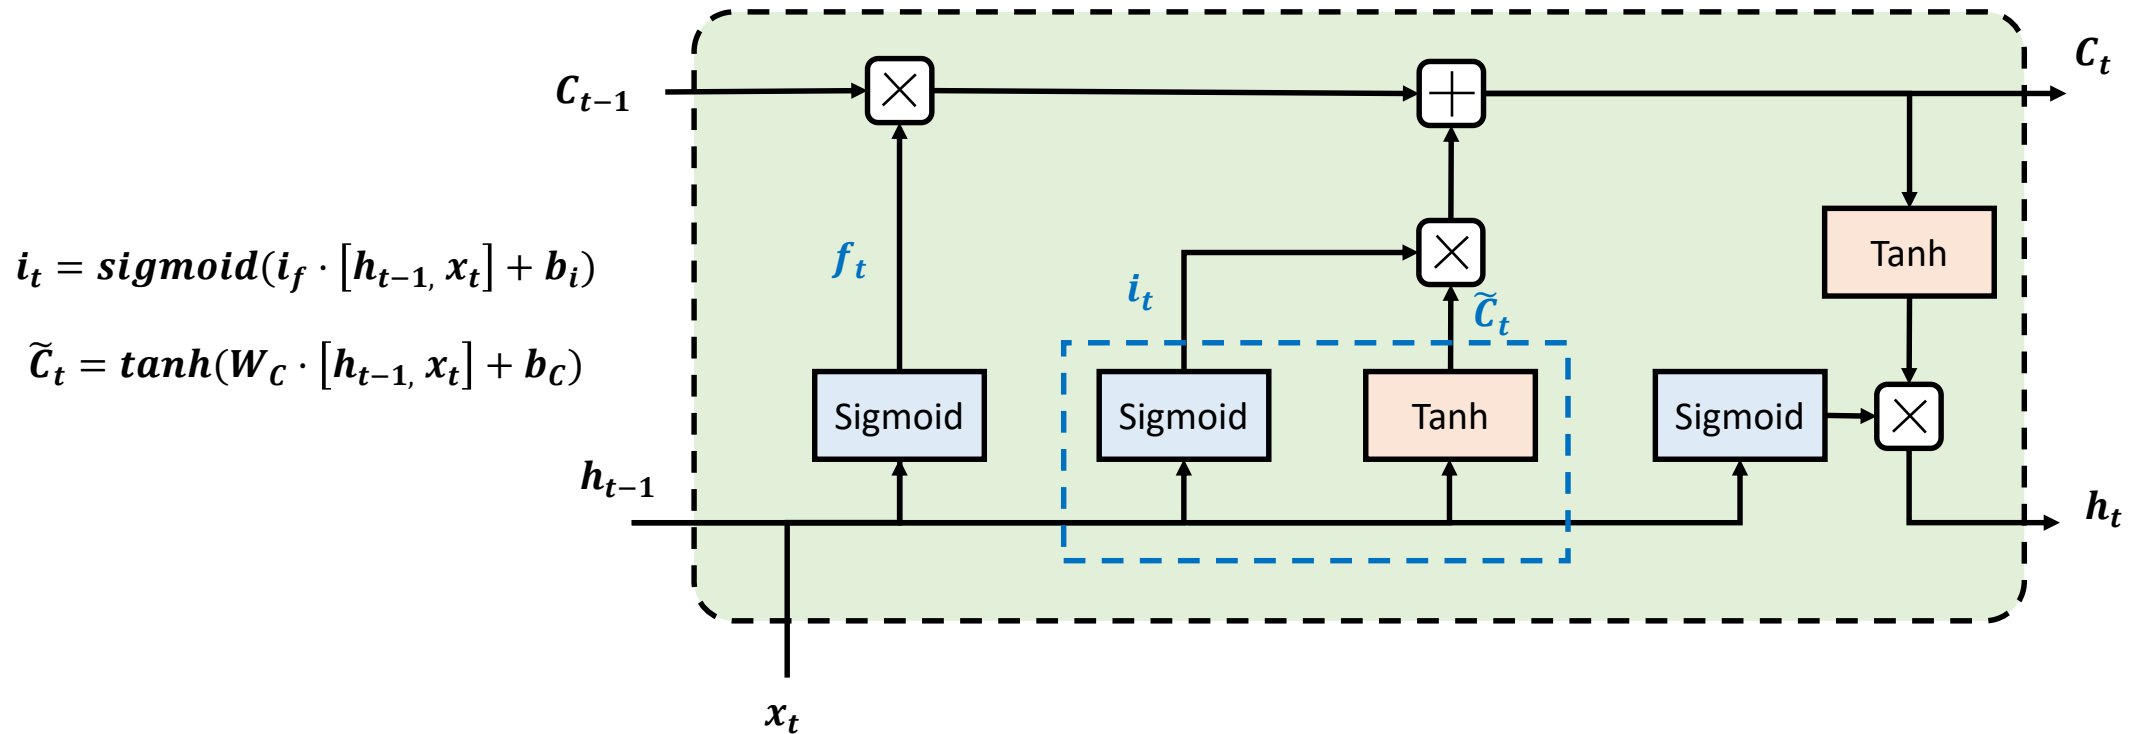 C_t
C_{t-1}
f_t
i_t
C̃_t
Tanh
i_t = sigmoid(i_f · [h_{t-1,} x_t] + b_i)
C̃_t = tanh(W_C · [h_{t-1,} x_t] + b_C)
Sigmoid
Sigmoid
Tanh
Sigmoid
h_{t-1}
h_t
x_t